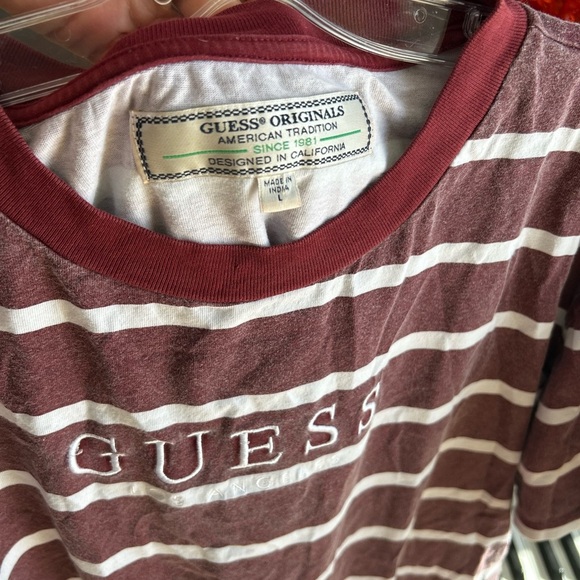 GUESS® ORIGINALS
AMERICAN TRADITION
SINCE 1981
DESIGNED IN CALIFORNIA
MADE IN
INDIA
L
GUESS